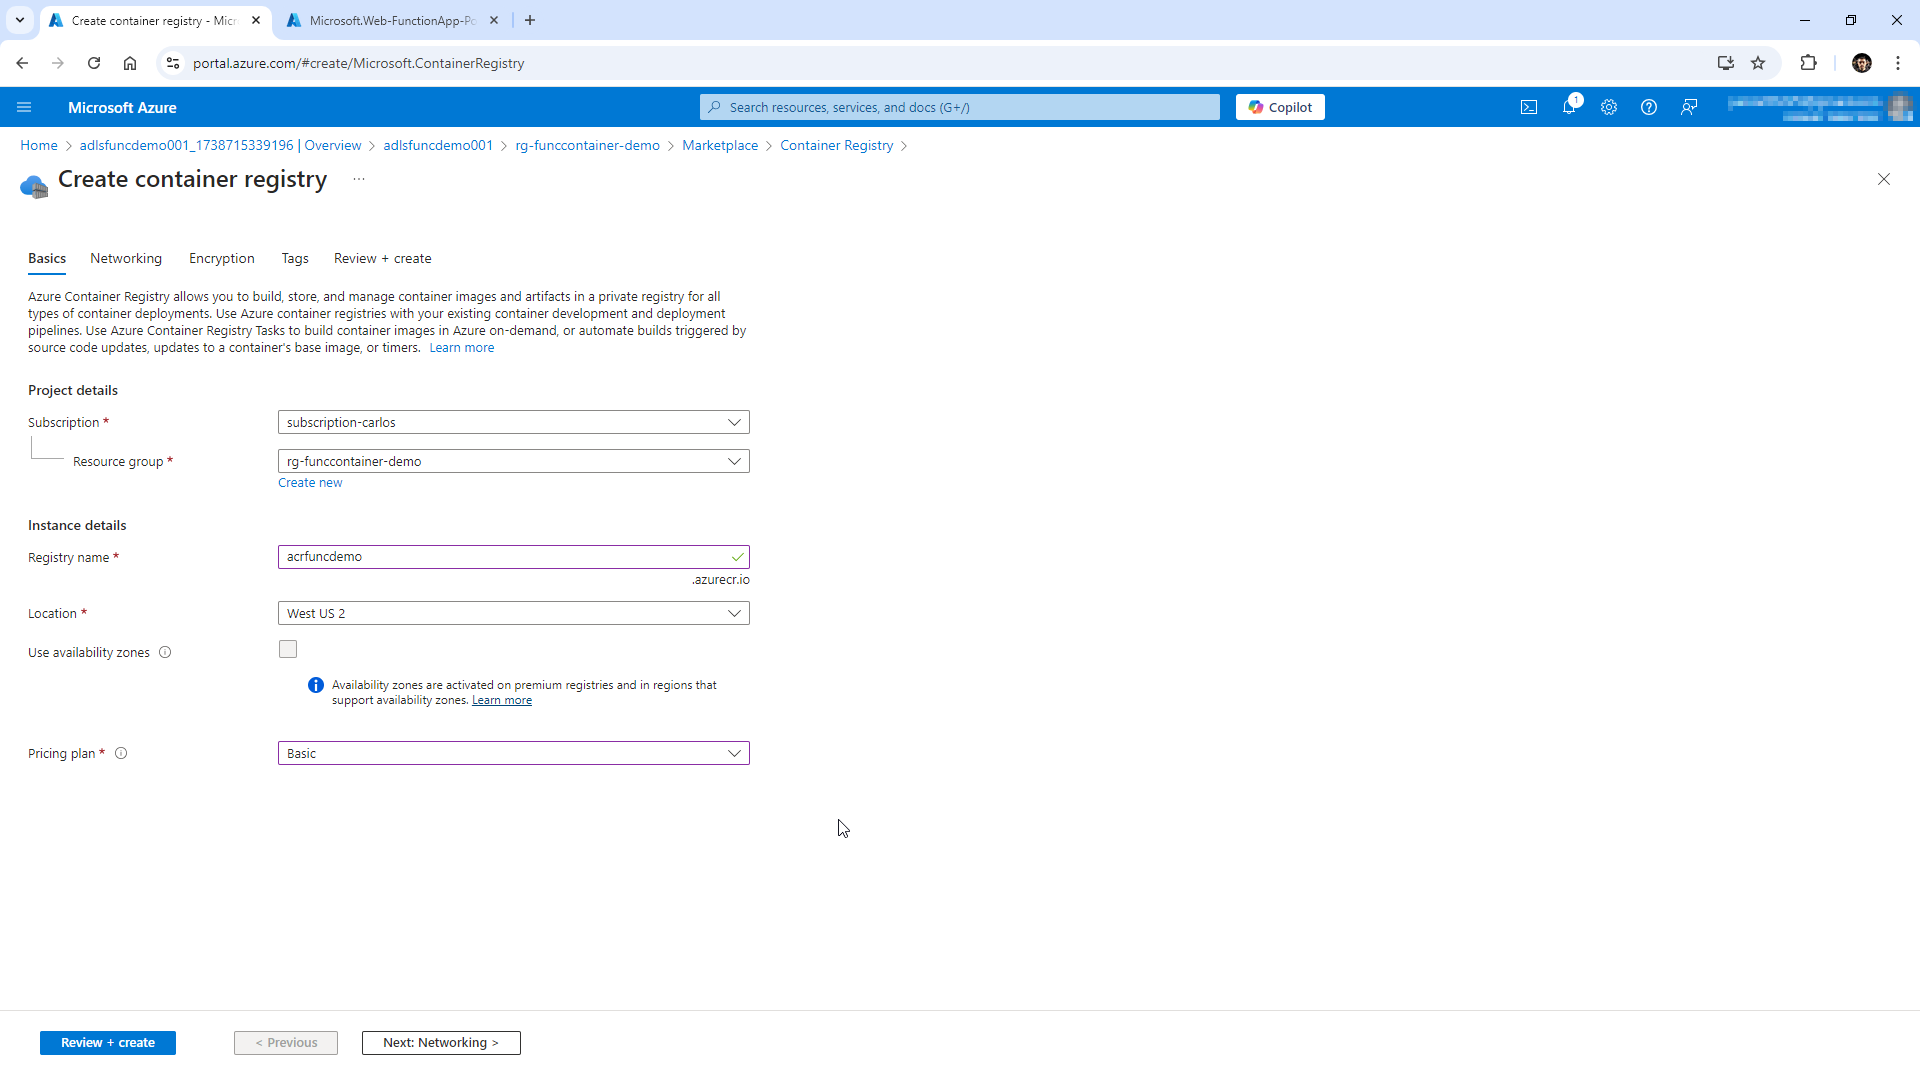 Create container registry - Micr
Microsoft.Web-FunctionApp-Po
portal.azure.com/#create/Microsoft.ContainerRegistry
Microsoft Azure
Search resources, services, and docs (G+/)
Copilot
1
Home > adlsfuncdemo001_1738715339196 | Overview > adlsfuncdemo001 > rg-funccontainer-demo > Marketplace > Container Registry >
Create container registry ...
Basics Networking Encryption Tags Review + create
Azure Container Registry allows you to build, store, and manage container images and artifacts in a private registry for all
types of container deployments. Use Azure container registries with your existing container development and deployment
pipelines. Use Azure Container Registry Tasks to build container images in Azure on-demand, or automate builds triggered by
source code updates, updates to a container's base image, or timers. Learn more
Project details
Subscription *
subscription-carlos
Resource group *
rg-funccontainer-demo
Create new
Instance details
Registry name *
acrfuncdemo
.azurecr.io
Location *
West US 2
Use availability zones
Availability zones are activated on premium registries and in regions that
support availability zones. Learn more
Pricing plan *
Basic
Review + create
< Previous
Next: Networking >